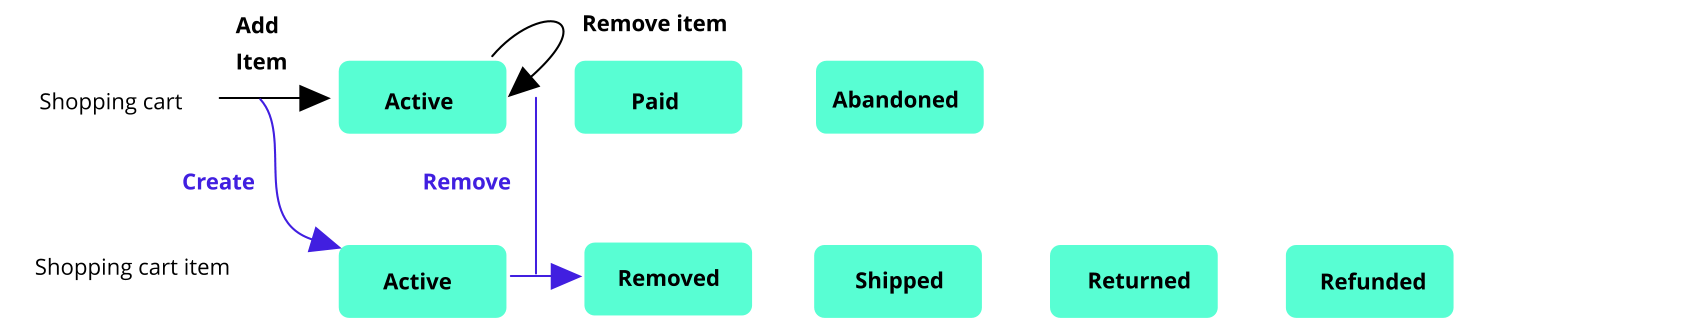 Add
Item
Remove item
Shopping cart
Active
Paid
Abandoned
Create
Remove
Shopping cart item
Active
Removed
Shipped
Returned
Refunded